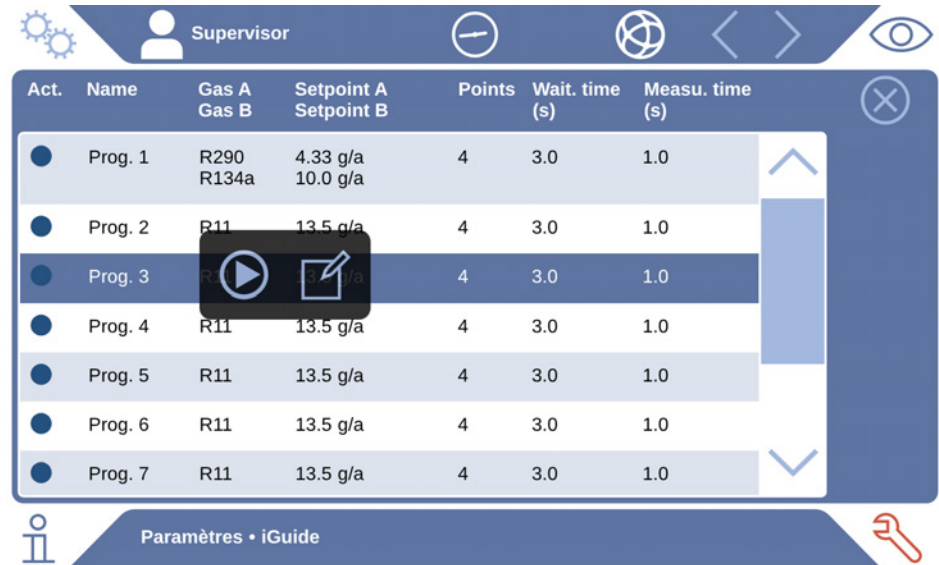 Supervisor
Act. Name Gas A Setpoint A Points Wait. time Measu. time
Gas B Setpoint B (s) (s)
Prog. 1 R290 4.33 g/a 4 3.0 1.0
R134a 10.0 g/a
Prog. 2 R11 13.5 g/a 4 3.0 1.0
Prog. 3 R11 13.5 g/a 4 3.0 1.0
Prog. 4 R11 13.5 g/a 4 3.0 1.0
Prog. 5 R11 13.5 g/a 4 3.0 1.0
Prog. 6 R11 13.5 g/a 4 3.0 1.0
Prog. 7 R11 13.5 g/a 4 3.0 1.0
Paramètres • iGuide